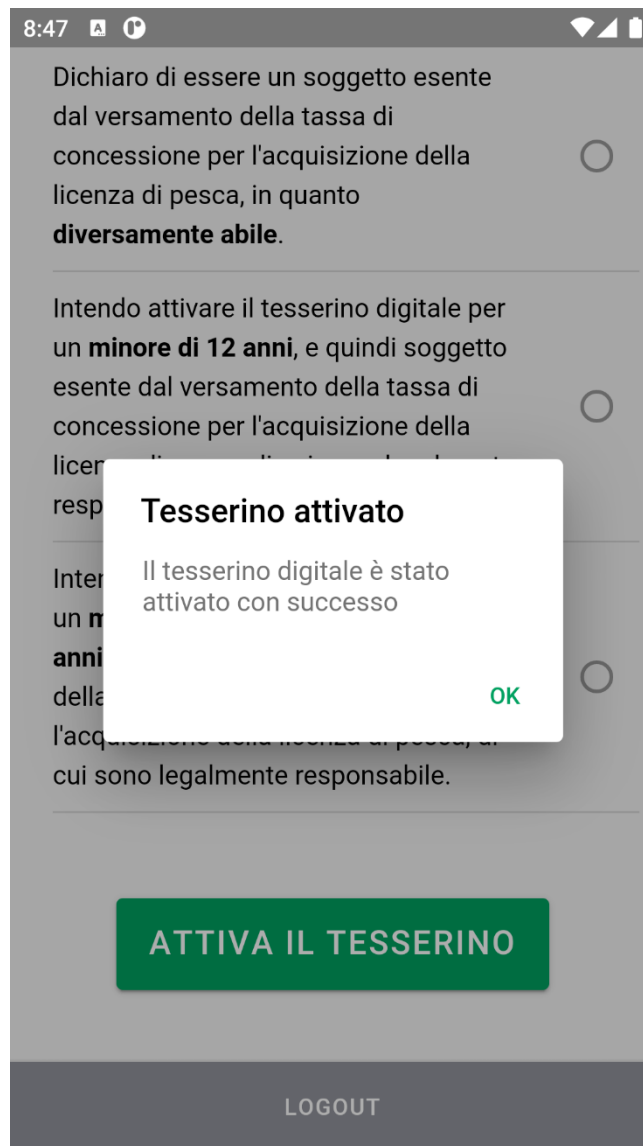 8:47
Dichiaro di essere un soggetto esente
dal versamento della tassa di
concessione per l'acquisizione della
licenza di pesca, in quanto
diversamente abile.
Intendo attivare il tesserino digitale per
un minore di 12 anni, e quindi soggetto
esente dal versamento della tassa di
concessione per l'acquisizione della
Tesserino attivato
Il tesserino digitale è stato
attivato con successo
OK
un
anni
cui sono legalmente responsabile.
ATTIVA IL TESSERINO
LOGOUT